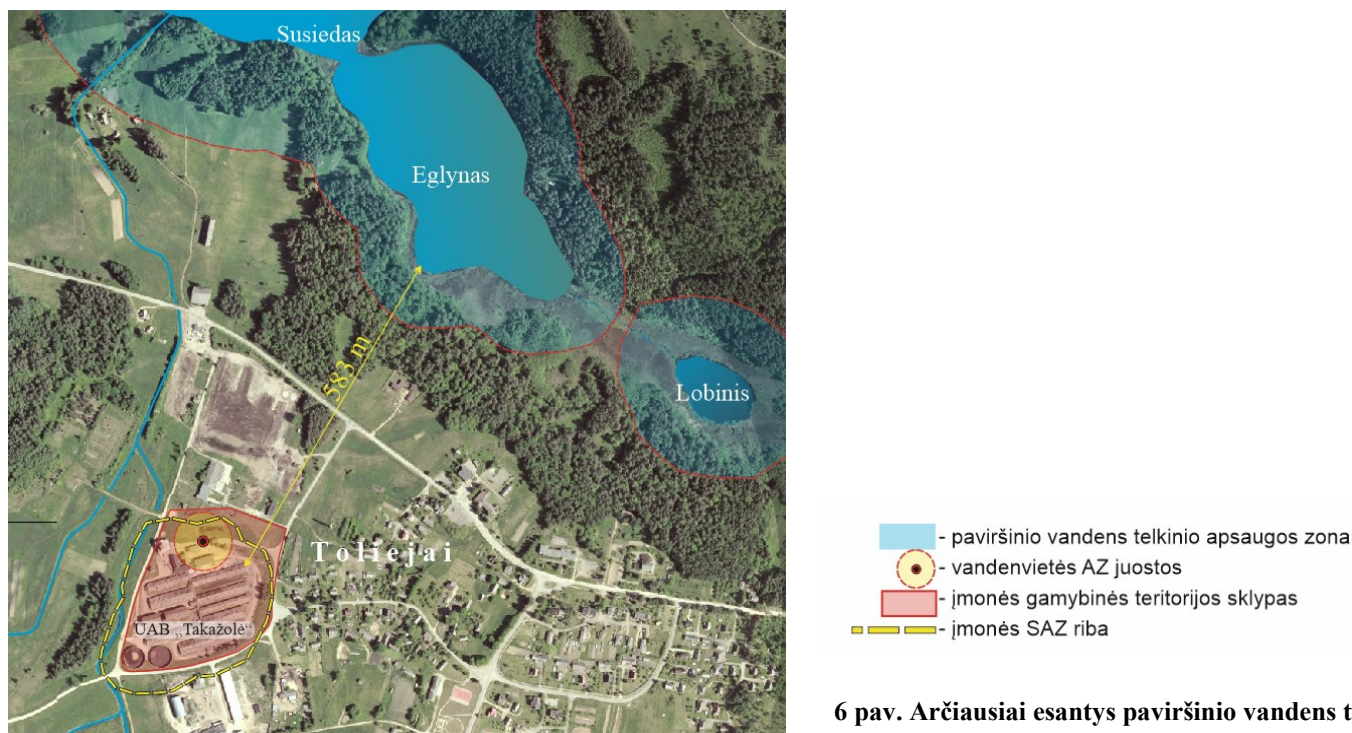 Susiedas
Eglynas
Lobinis
583 m
Toliejai
UAB „Takažolė“
- paviršinio vandens telkinio apsaugos zona
- vandenvietės AZ juostos
- įmonės gamybinės teritorijos sklypas
- įmonės SAZ riba
6 pav. Arčiausiai esantys paviršinio vandens t